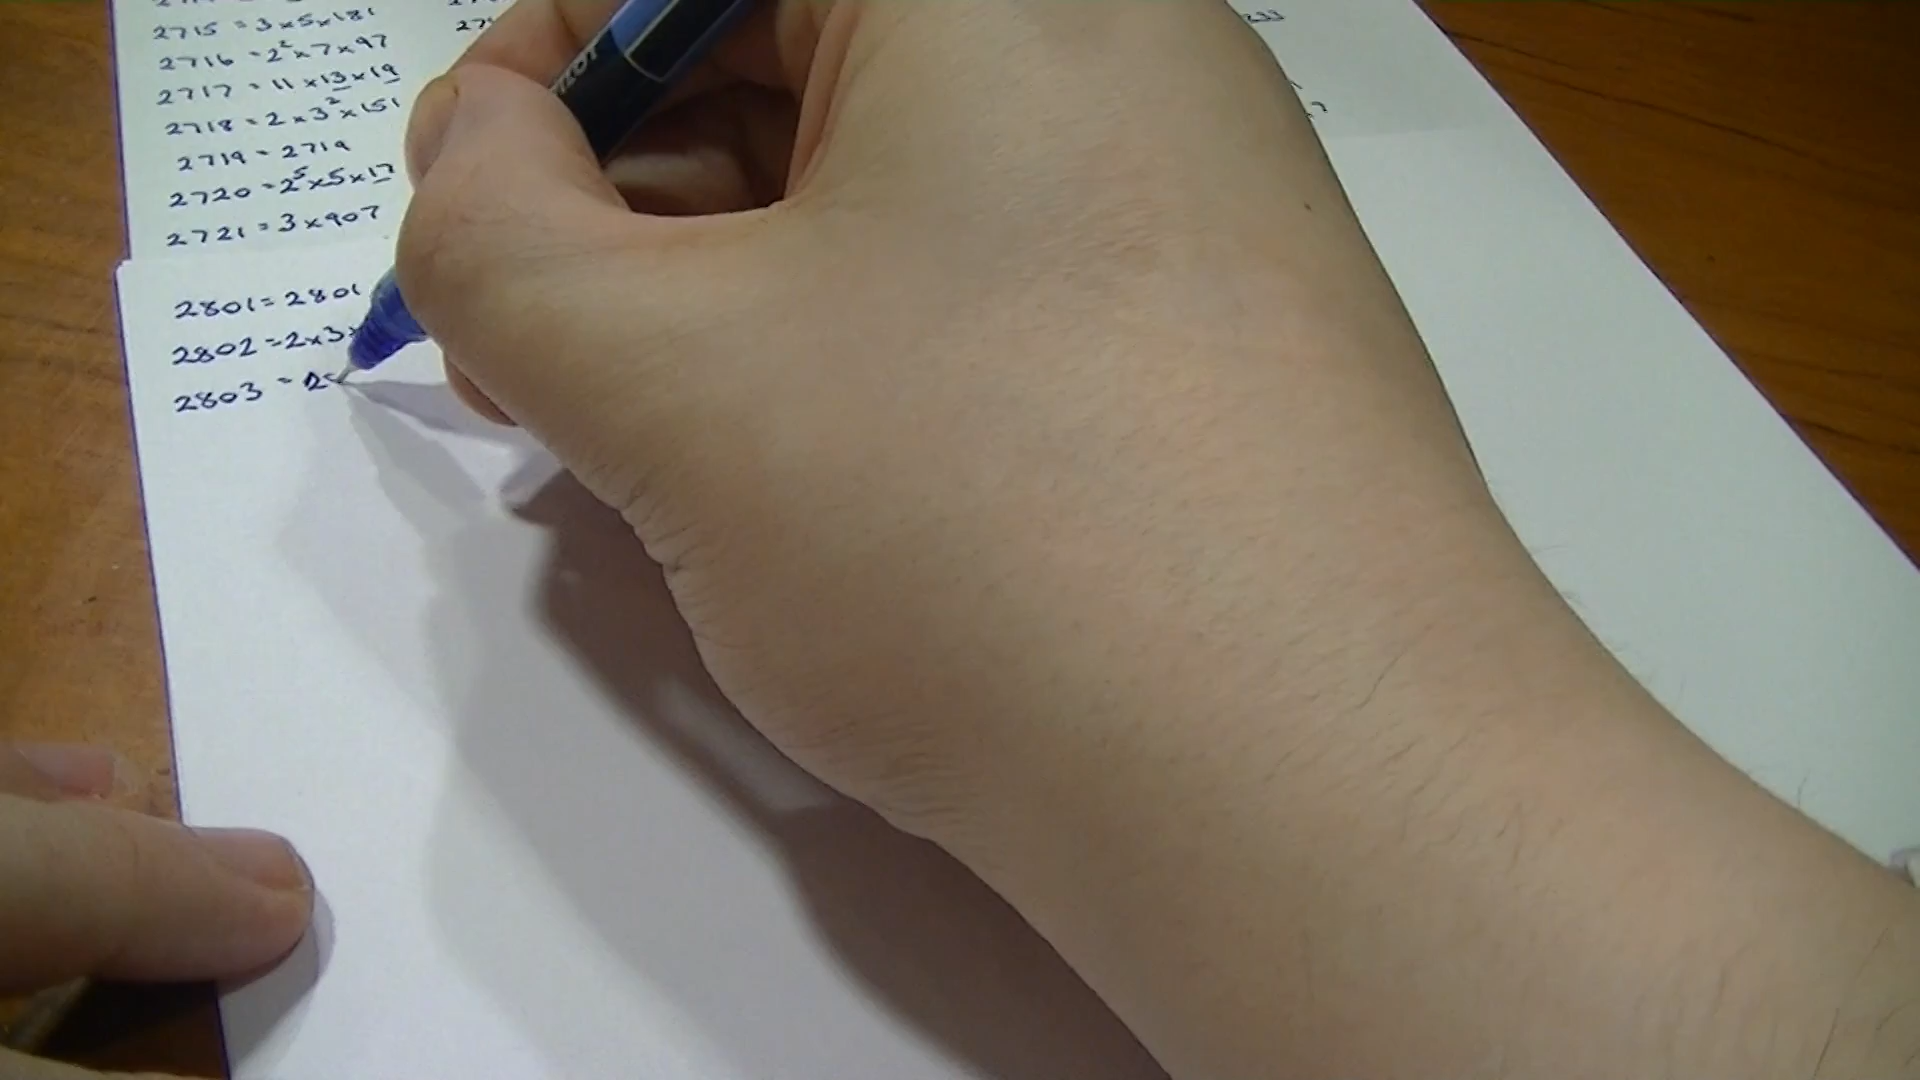 2715 = 3 x 5 x 181
2716 = 2² x 7 x 97
2717 = 11 x 13 x 19
2718 = 2 x 3² x 151
2719 = 2719
2720 = 2⁵ x 5 x 17
2721 = 3 x 907
2801 = 2801
2802 = 2 x 3 x
2803 = 2